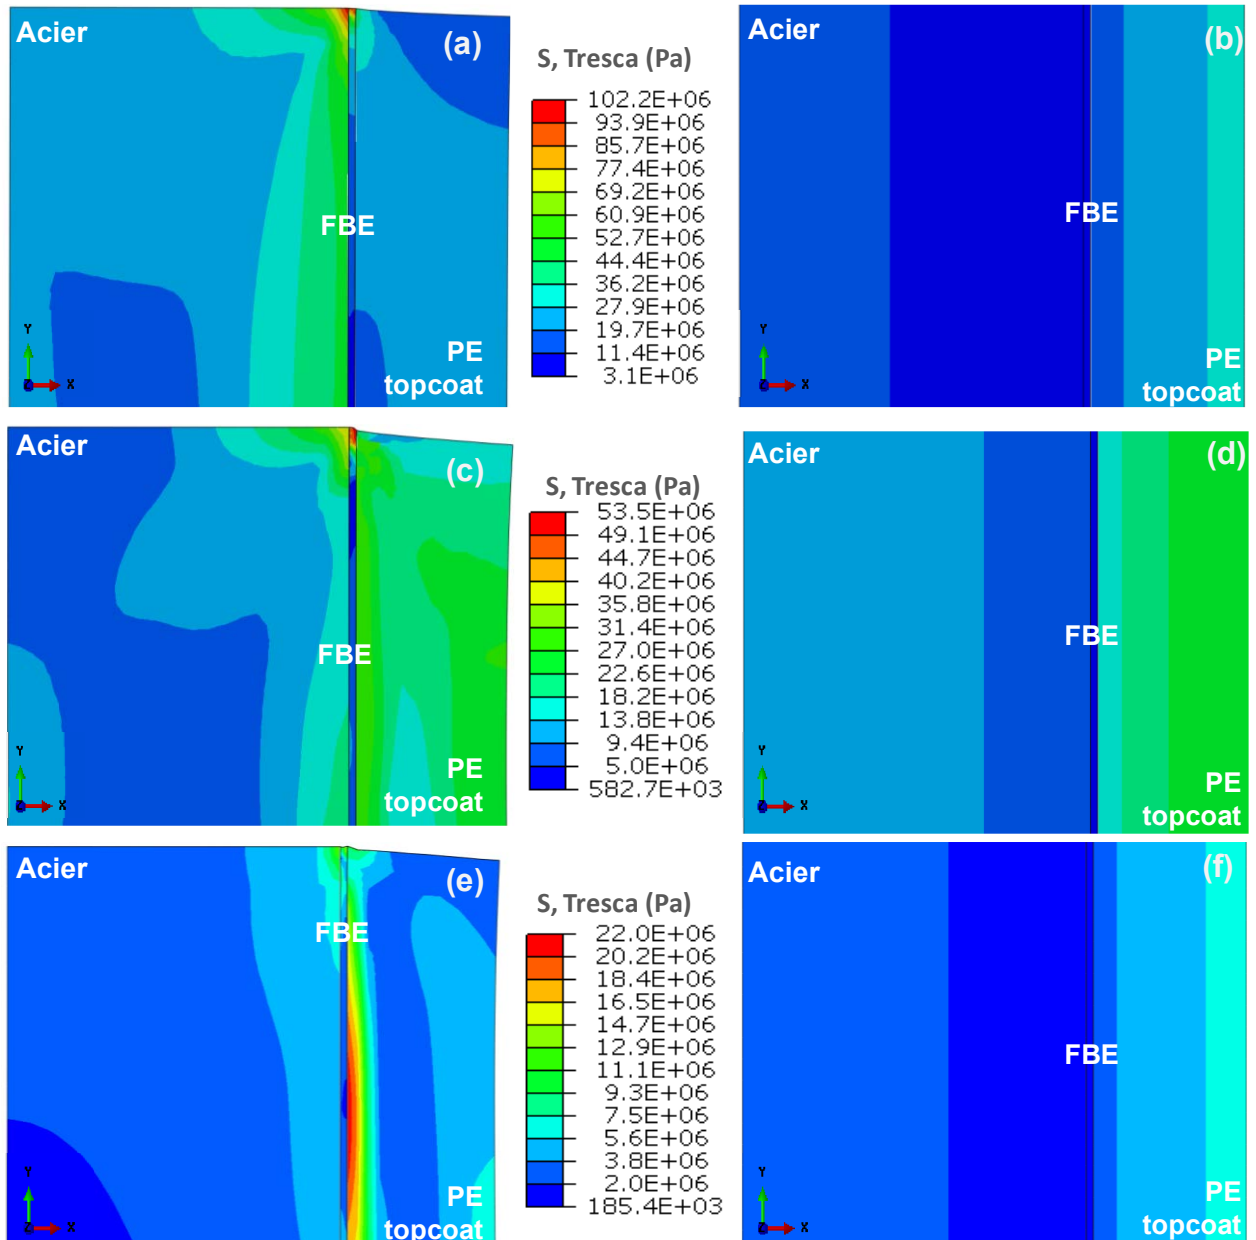 Acier
(a)
FBE
PE
topcoat
Y
X
S, Tresca (Pa)
102.2E+06
93.9E+06
85.7E+06
77.4E+06
69.2E+06
60.9E+06
52.7E+06
44.4E+06
36.2E+06
27.9E+06
19.7E+06
11.4E+06
3.1E+06
Acier
(b)
FBE
PE
topcoat
Y
X
Acier
(c)
FBE
PE
topcoat
Y
Z
X
S, Tresca (Pa)
53.5E+06
49.1E+06
44.7E+06
40.2E+06
35.8E+06
31.4E+06
27.0E+06
22.6E+06
18.2E+06
13.8E+06
9.4E+06
5.0E+06
582.7E+03
Acier
(d)
FBE
PE
topcoat
Y
X
Acier
(e)
FBE
PE
topcoat
Y
Z
X
S, Tresca (Pa)
22.0E+06
20.2E+06
18.4E+06
16.5E+06
14.7E+06
12.9E+06
11.1E+06
9.3E+06
7.5E+06
5.6E+06
3.8E+06
2.0E+06
185.4E+03
Acier
(f)
FBE
PE
topcoat
Y
X